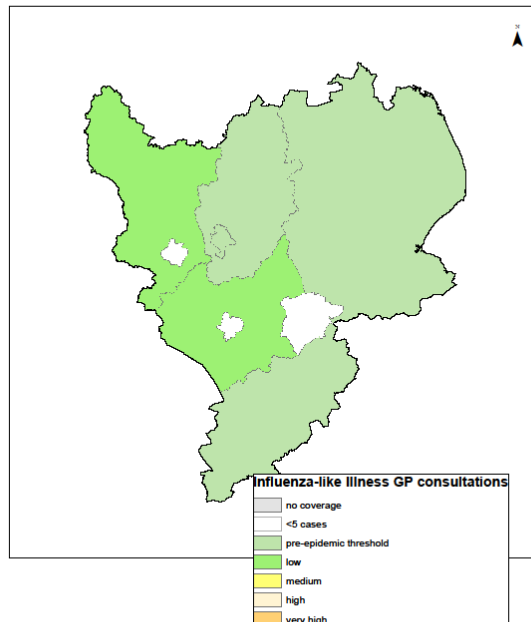 Influenza-like Illness GP consultations
no coverage
<5 cases
pre-epidemic threshold
low
medium
high
very high